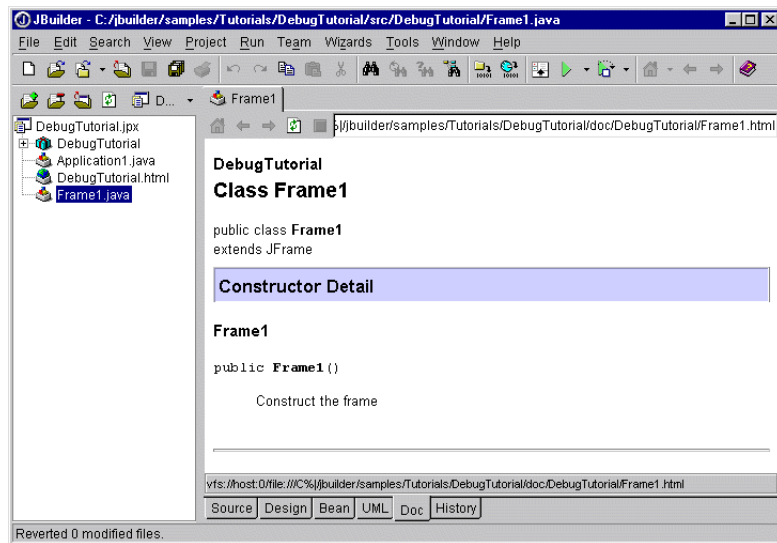 JBuilder - C:/jbuilder/samples/Tutorials/DebugTutorial/src/DebugTutorial/Frame1.java
File Edit Search View Project Run Team Wizards Tools Window Help
D... Frame1
DebugTutorial.jpx
DebugTutorial
Application1.java
DebugTutorial.html
Frame1.java
|/jbuilder/samples/Tutorials/DebugTutorial/doc/DebugTutorial/Frame1.html
DebugTutorial
Class Frame1
public class Frame1
extends JFrame
Constructor Detail
Frame1
public Frame1()
Construct the frame
vfs://host:0/file:///C%|/jbuilder/samples/Tutorials/DebugTutorial/doc/DebugTutorial/Frame1.html
Source Design Bean UML Doc History
Reverted 0 modified files.